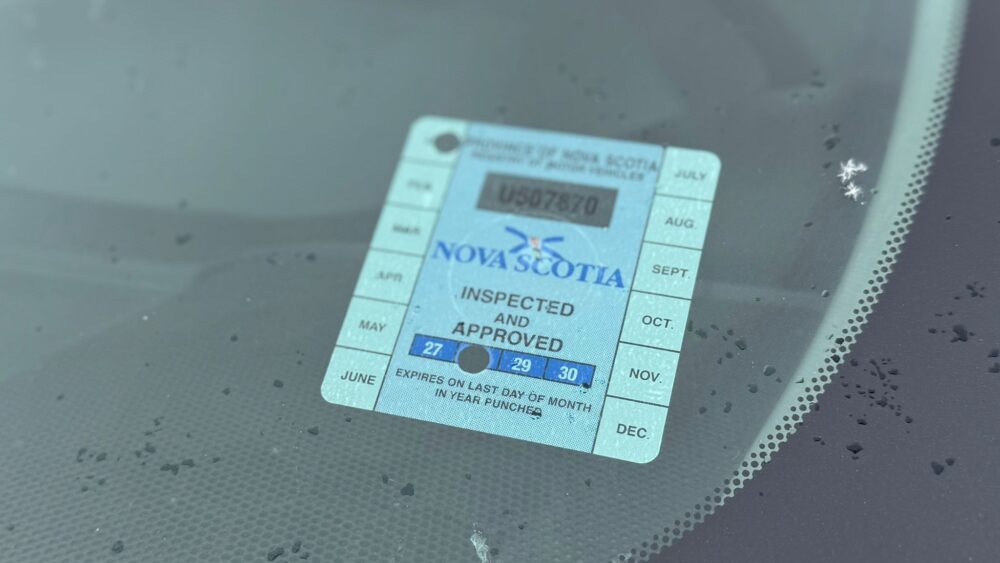 PROVINCE OF NOVA SCOTIA
REGISTRY OF MOTOR VEHICLES
U507870
NOVA SCOTIA
INSPECTED
AND
APPROVED
27 29 30
EXPIRES ON LAST DAY OF MONTH
IN YEAR PUNCHED
FEB.
MAR.
APR.
MAY
JUNE
JULY
AUG.
SEPT.
OCT.
NOV.
DEC.